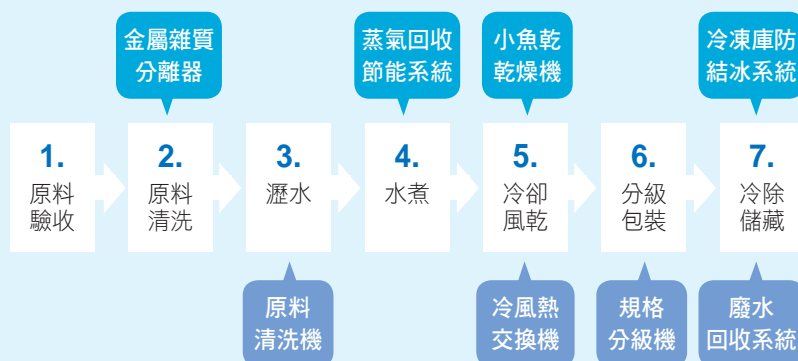 金屬雜質
分離器
蒸氣回收
節能系統
小魚乾
乾燥機
冷凍庫防
結冰系統
1.
原料
驗收
2.
原料
清洗
3.
瀝水
4.
水煮
5.
冷卻
風乾
6.
分級
包裝
7.
冷除
儲藏
原料
清洗機
冷風熱
交換機
規格
分級機
廢水
回收系統